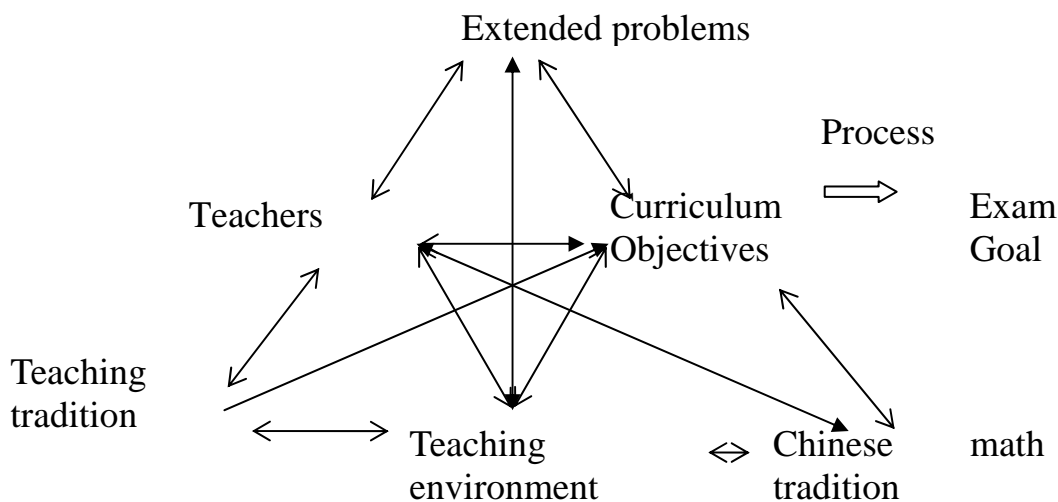 Extended problems
Process
Teachers
Curriculum
Objectives
Exam
Goal
Teaching
tradition
Teaching
environment
Chinese math
tradition